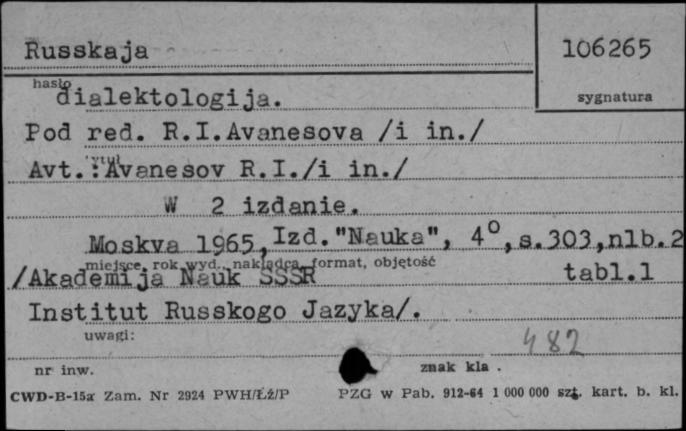 Russkaja
106265
hasło
sygnatura
dialektologija.
Pod red. R.I.Avanesova /i in./
tytuł
Avt.:Avanesov R.I./i in./
W 2 izdanie.
Moskva 1965, Izd."Nauka", 4°, s.303,nlb.2
miejsce, rok wyd., nakładca, format, objętość
/Akademija Nauk SSSR tabl.1
Institut Russkogo Jazyka/.
uwagi:
482
nr inw.
znak kla .
CWD-B-15a Zam. Nr 2924 PWH/Łź/P PZG w Pab. 912-64 1 000 000 szt. kart. b. kl.